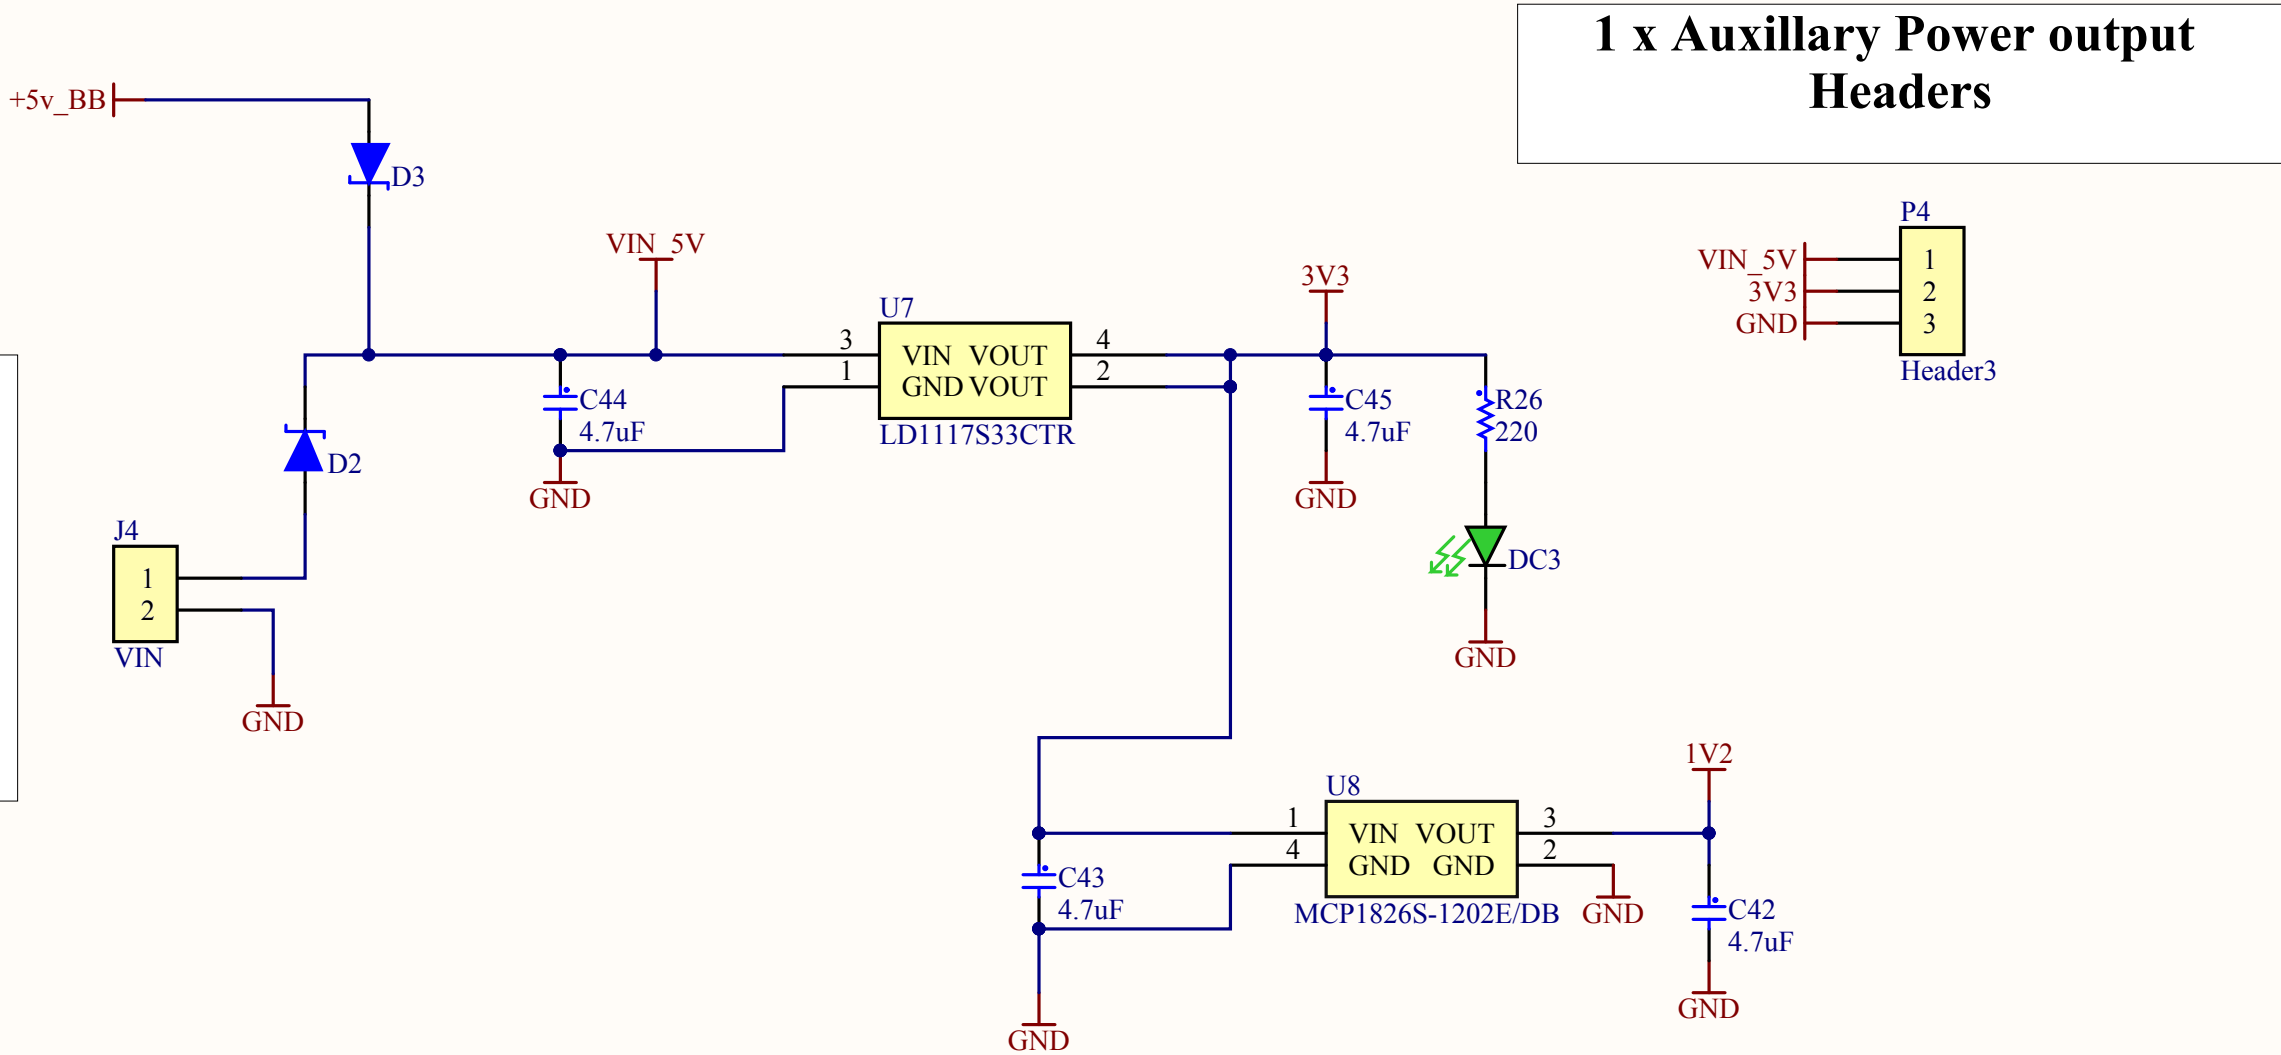 1 x Auxillary Power output
Headers
+5v_BB
D3
VIN_5V
U7
3
VIN VOUT
4
1
GND VOUT
2
LD1117S33CTR
3V3
C44
4.7uF
GND
C45
4.7uF
GND
R26
220
DC3
GND
P4
VIN_5V
1
3V3
2
GND
3
Header3
D2
J4
1
2
VIN
GND
U8
1
VIN VOUT
3
4
GND GND
2
MCP1826S-1202E/DB
GND
1V2
C43
4.7uF
GND
C42
4.7uF
GND